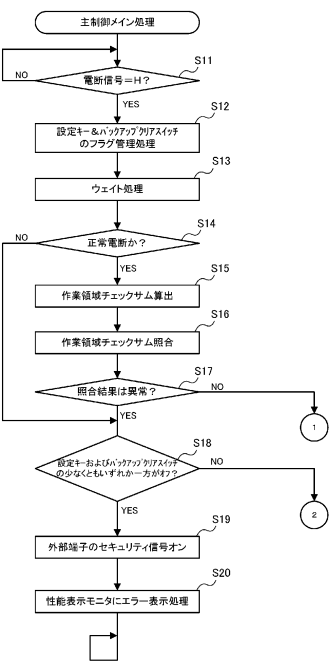 主制御メイン処理
S11
電断信号＝H？
NO
YES
S12
設定キー&バックアップクリアスイッチ
のフラグ管理処理
S13
ウェイト処理
S14
正常電断か？
NO
YES
S15
作業領域チェックサム算出
S16
作業領域チェックサム照合
S17
照合結果は異常？
NO
YES
1
S18
設定キーおよびバックアップクリアスイッチ
の少なくともいずれか一方がオフ？
NO
YES
2
S19
外部端子のセキュリティ信号オン
S20
性能表示モニタにエラー表示処理